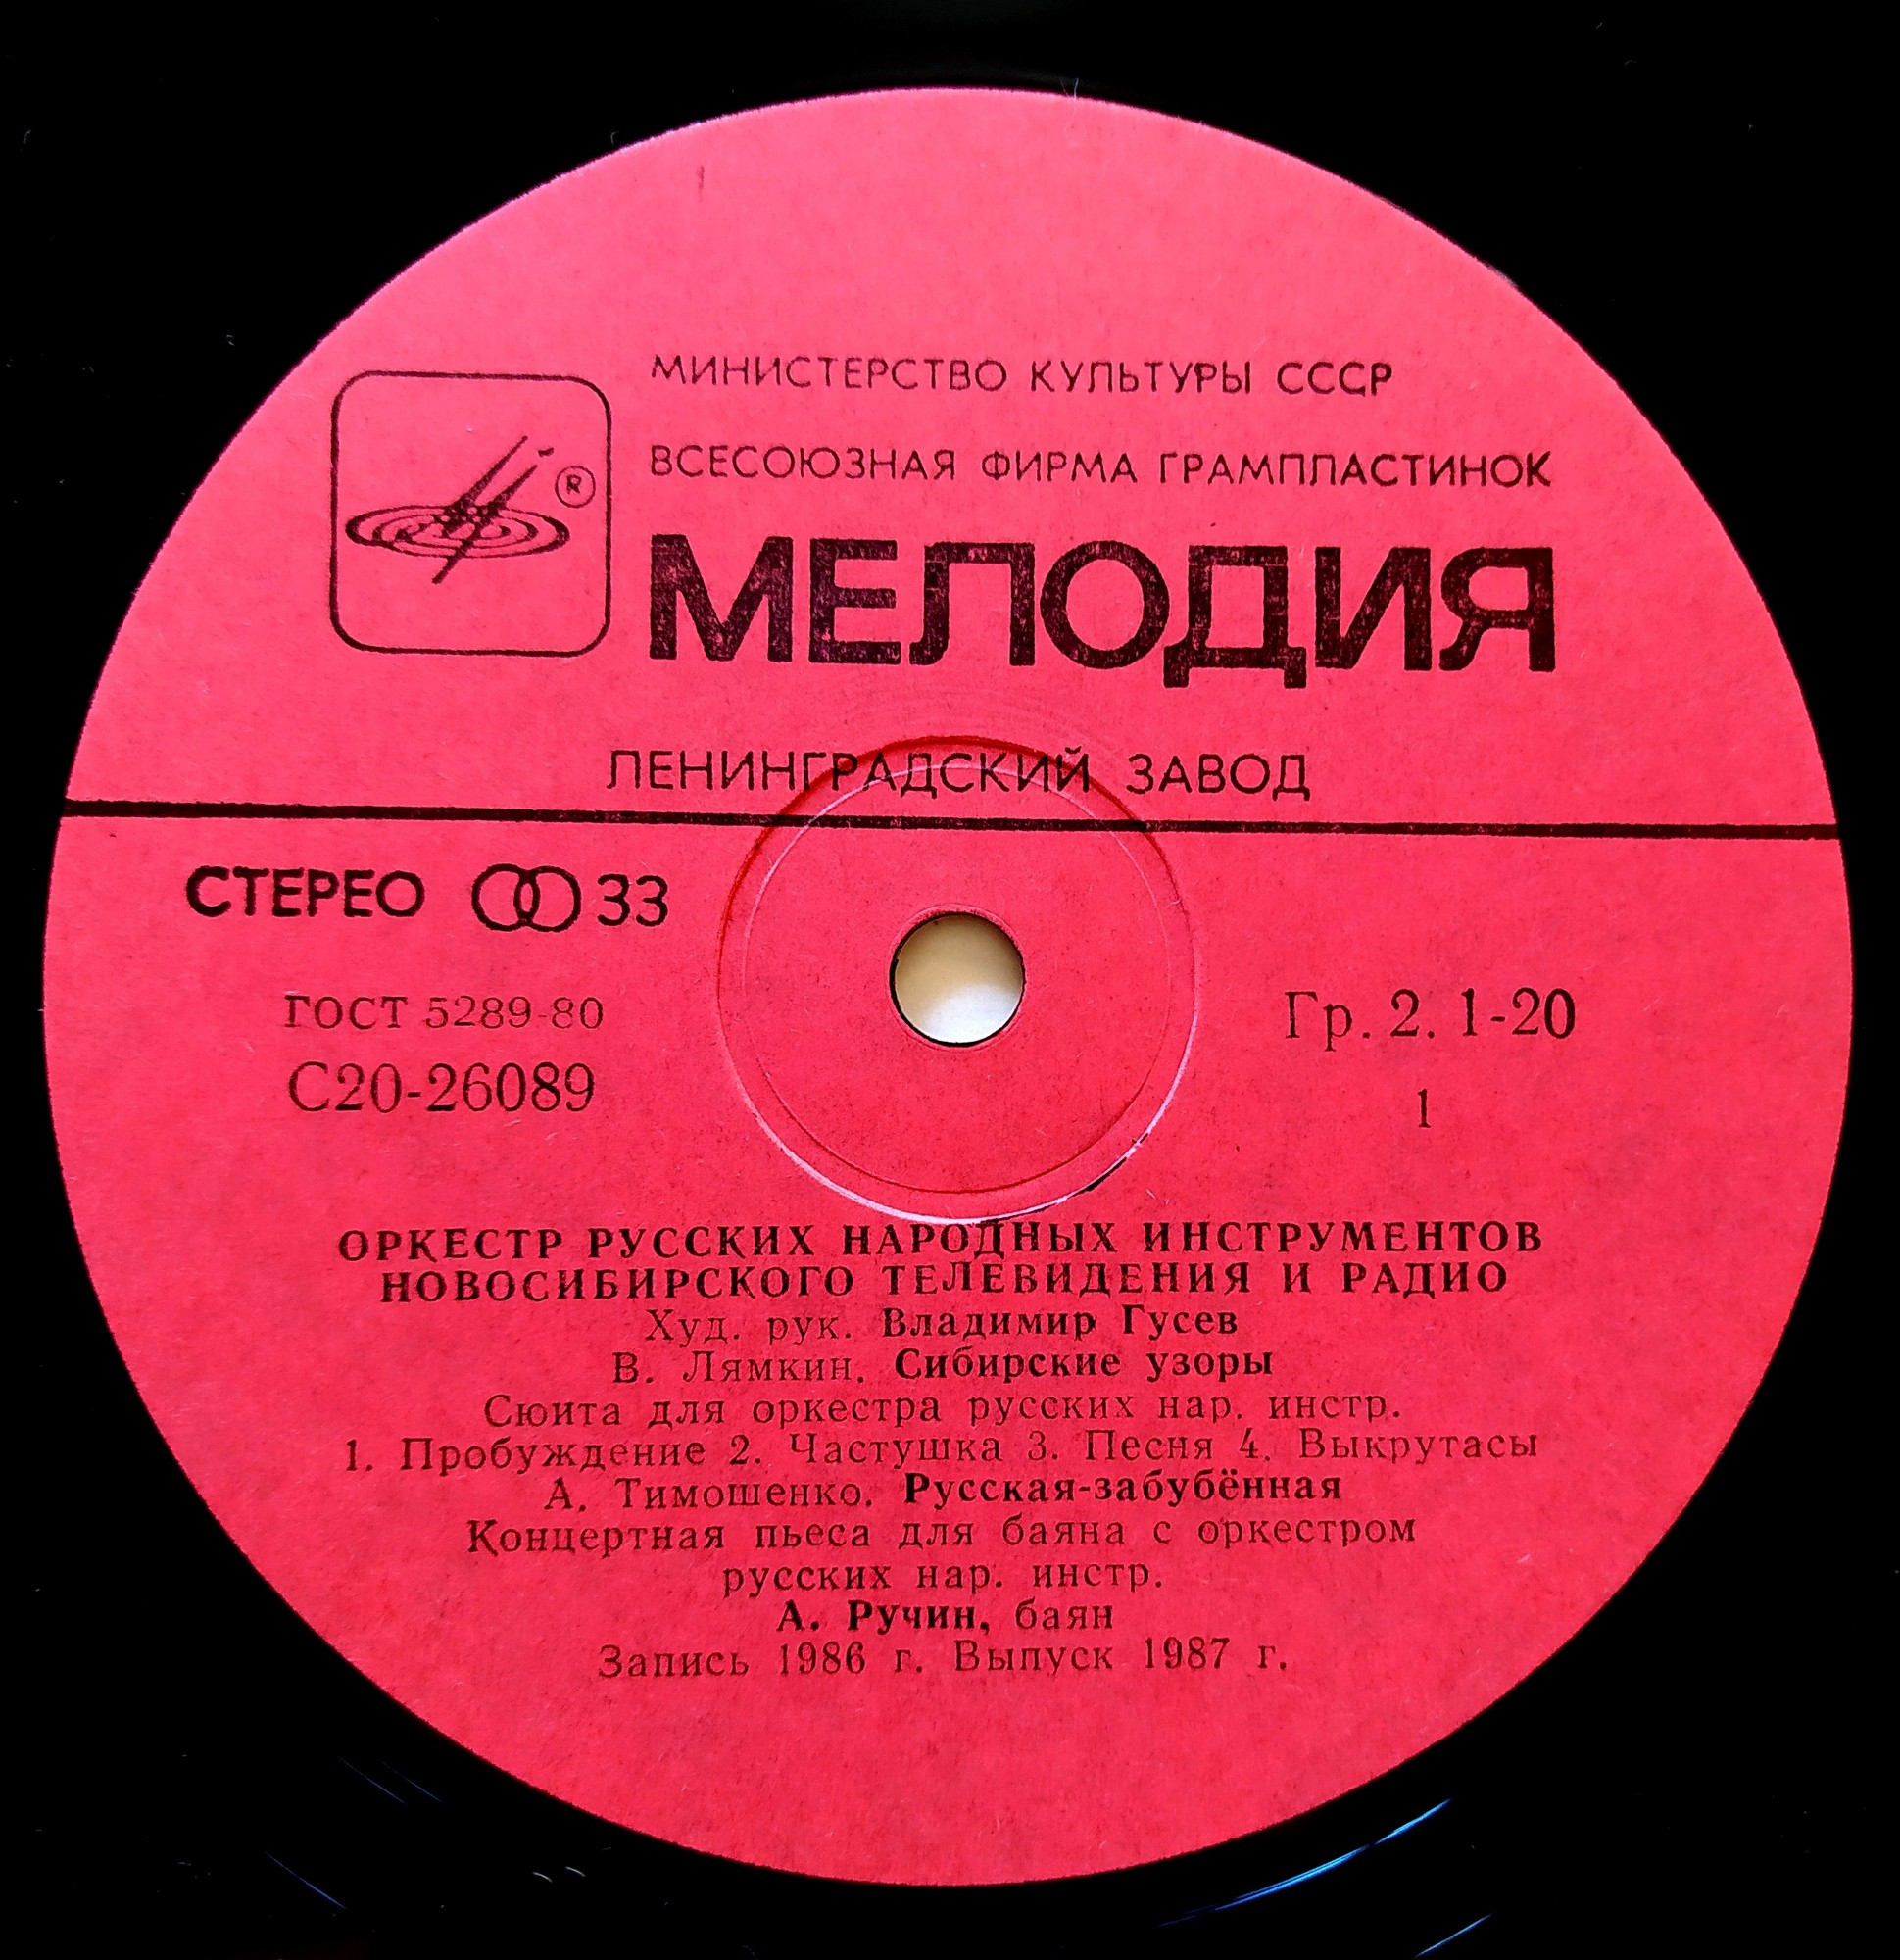 МИНИСТЕРСТВО КУЛЬТУРЫ СССР
ВСЕСОЮЗНАЯ ФИРМА ГРАМПЛАСТИНОК
®
МЕЛОДИЯ
ЛЕНИНГРАДСКИЙ ЗАВОД
СТЕРЕО 33
ГОСТ 5289-80
Гр. 2. 1-20
С20-26089
1
ОРКЕСТР РУССКИХ НАРОДНЫХ ИНСТРУМЕНТОВ
НОВОСИБИРСКОГО ТЕЛЕВИДЕНИЯ И РАДИО
Худ. рук. Владимир Гусев
В. Лямкин. Сибирские узоры
Сюита для оркестра русских нар. инстр.
1. Пробуждение 2. Частушка 3. Песня 4. Выкрутасы
А. Тимошенко. Русская-забубённая
Концертная пьеса для баяна с оркестром
русских нар. инстр.
А. Ручин, баян
Запись 1986 г. Выпуск 1987 г.